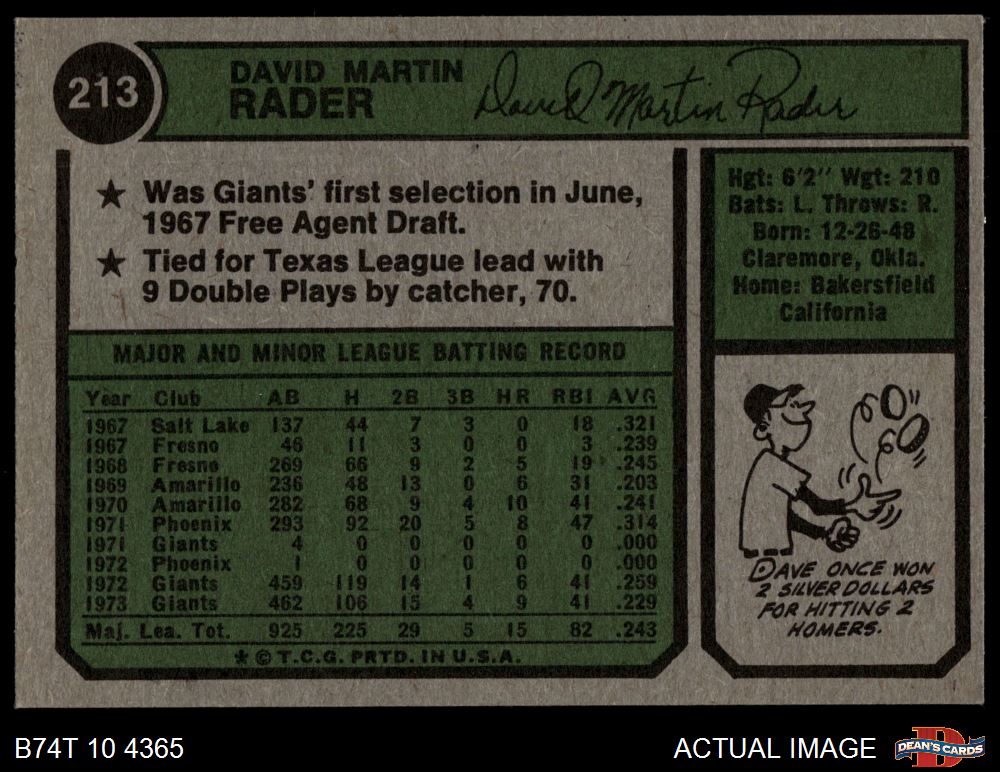 213
DAVID MARTIN
RADER
David Martin Rader
★ Was Giants' first selection in June,
1967 Free Agent Draft.
★ Tied for Texas League lead with
9 Double Plays by catcher, 70.
Hgt: 6'2" Wgt: 210
Bats: L. Throws: R.
Born: 12-26-48
Claremore, Okla.
Home: Bakersfield
California
MAJOR AND MINOR LEAGUE BATTING RECORD
Year Club AB H 2B 3B HR RBI AVG
1967 Salt Lake 137 44 7 3 0 18 .321
1967 Fresno 46 11 3 0 0 3 .239
1968 Fresno 269 66 9 2 5 19 .245
1969 Amarillo 236 48 13 0 6 31 .203
1970 Amarillo 282 68 9 4 10 41 .241
1971 Phoenix 293 92 20 5 8 47 .314
1971 Giants 4 0 0 0 0 0 .000
1972 Phoenix 1 0 0 0 0 0 .000
1972 Giants 459 119 14 1 6 41 .259
1973 Giants 462 106 15 4 9 41 .229
Maj. Lea. Tot. 925 225 29 5 15 82 .243
* © T.C.G. PRTD. IN U.S.A.
DAVE ONCE WON
2 SILVER DOLLARS
FOR HITTING 2
HOMERS.
B74T 10 4365
ACTUAL IMAGE
D
DEAN'S CARDS